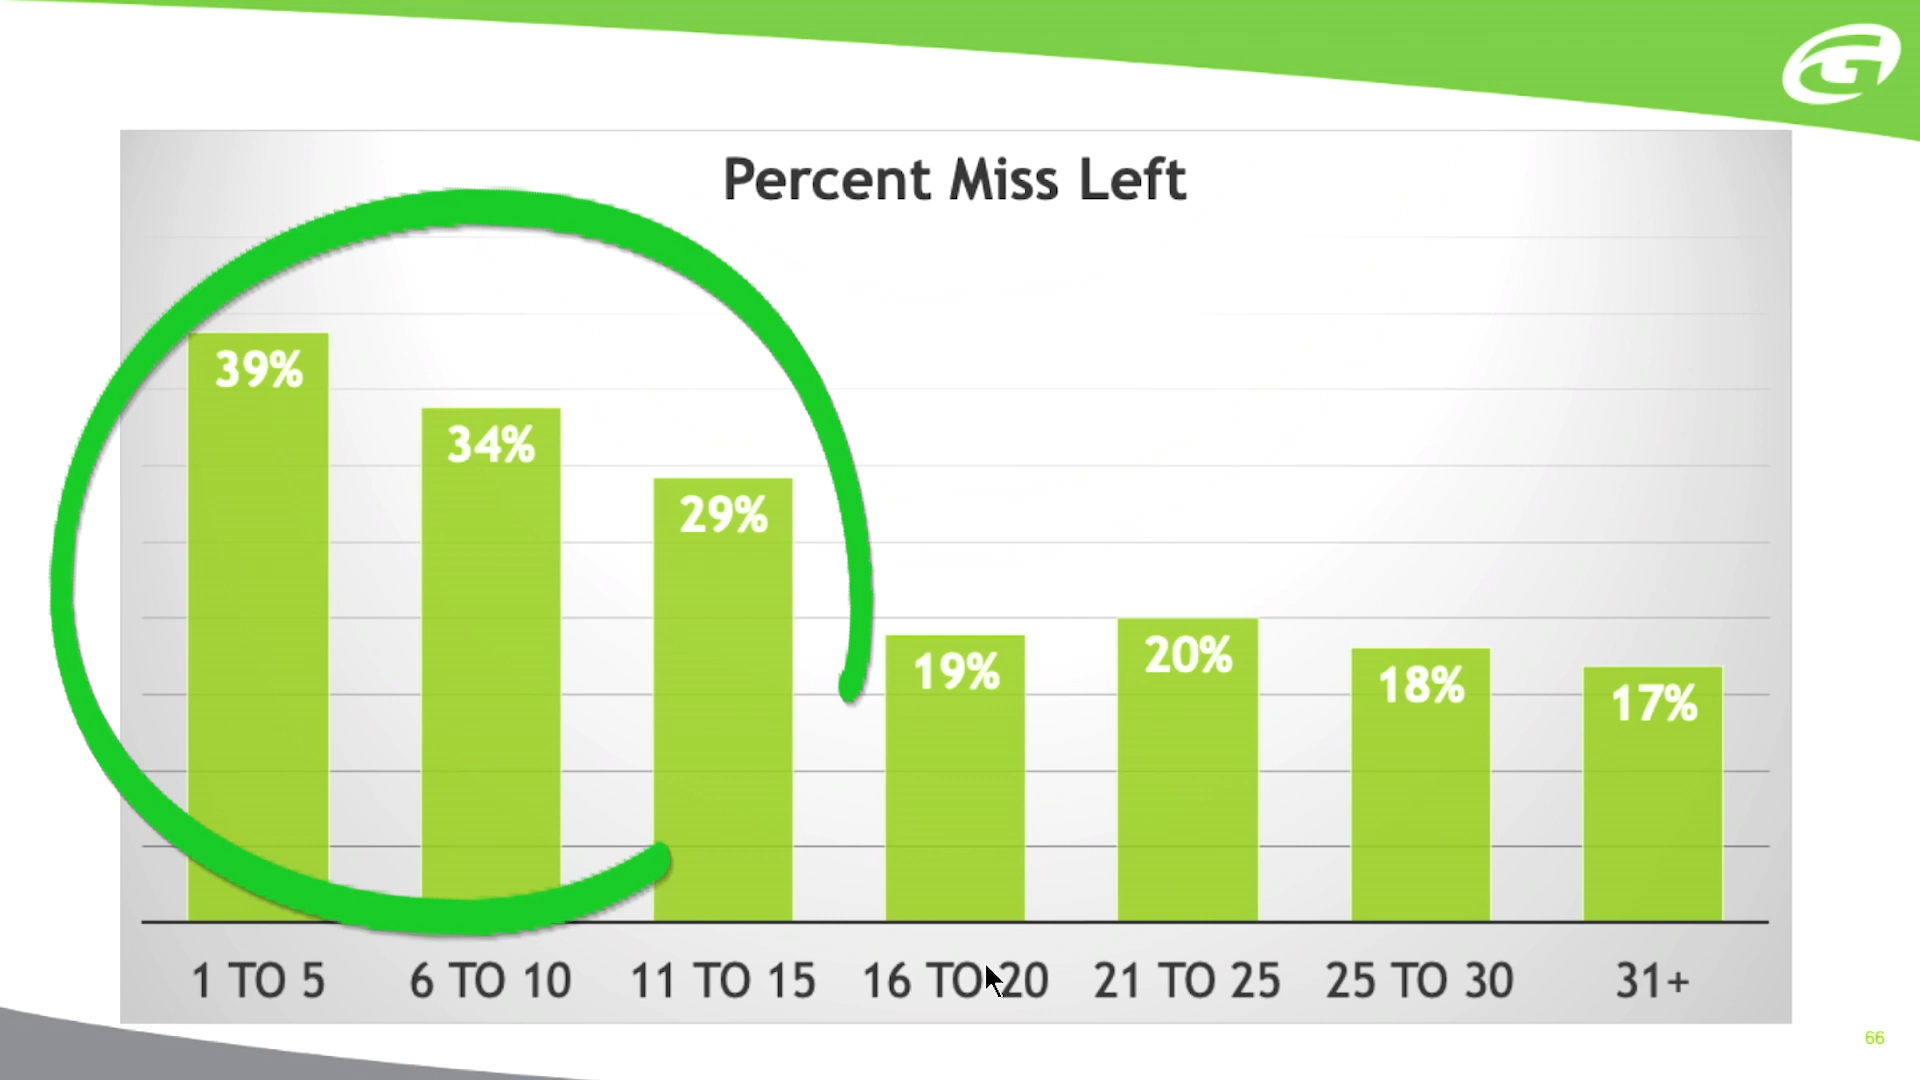 Percent Miss Left
39%
34%
29%
19%
20%
18%
17%
1 TO 5
6 TO 10
11 TO 15
16 TO 20
21 TO 25
25 TO 30
31+
66